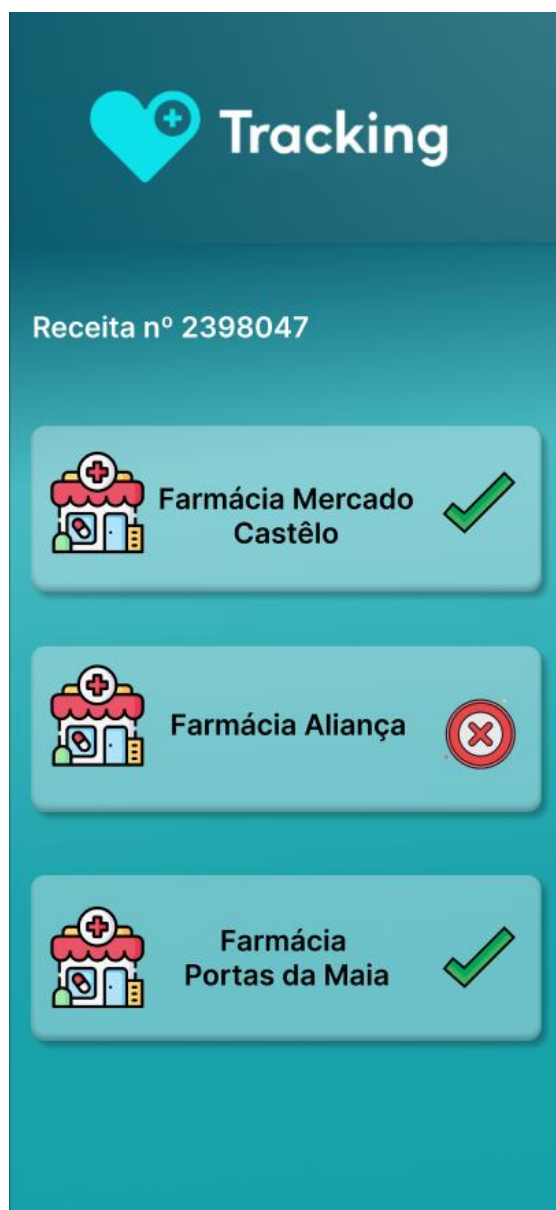 Tracking
Receita nº 2398047
Farmácia Mercado
Castêlo
Farmácia Aliança
Farmácia
Portas da Maia